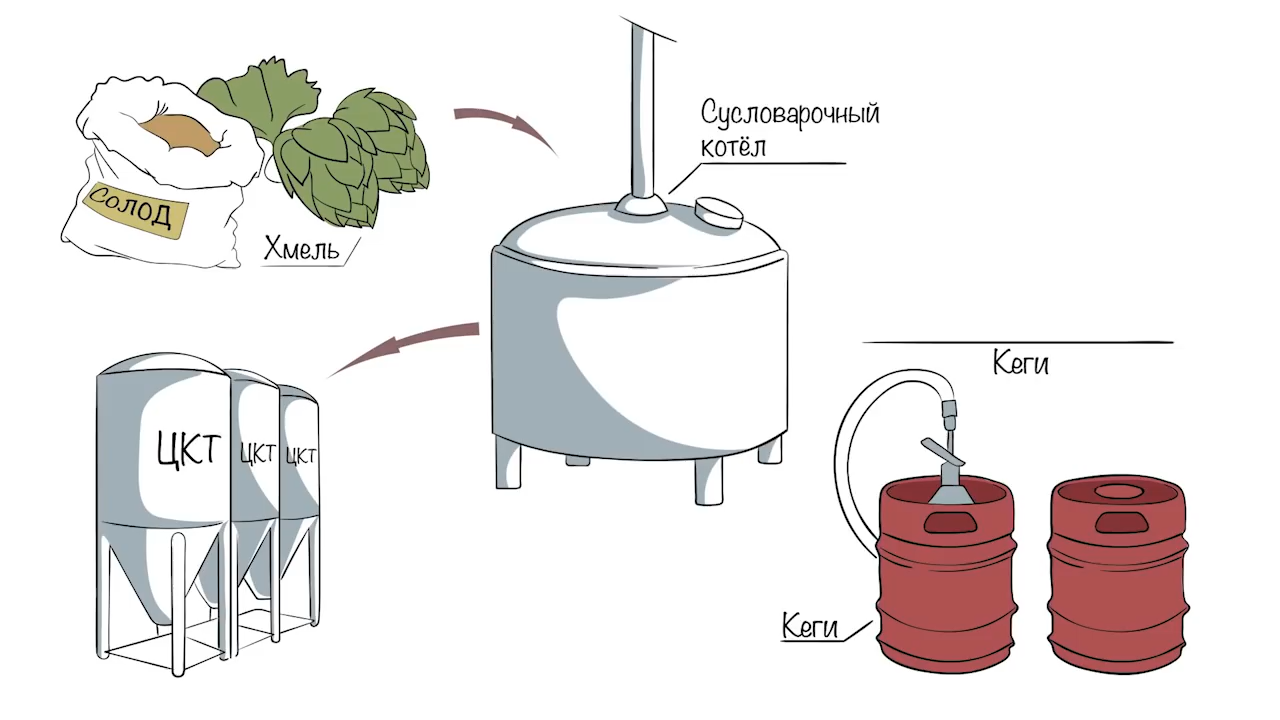 Сусловарочный
котёл
Солод
Хмель
Кеги
ЦКТ
ЦКТ
ЦКТ
Кеги